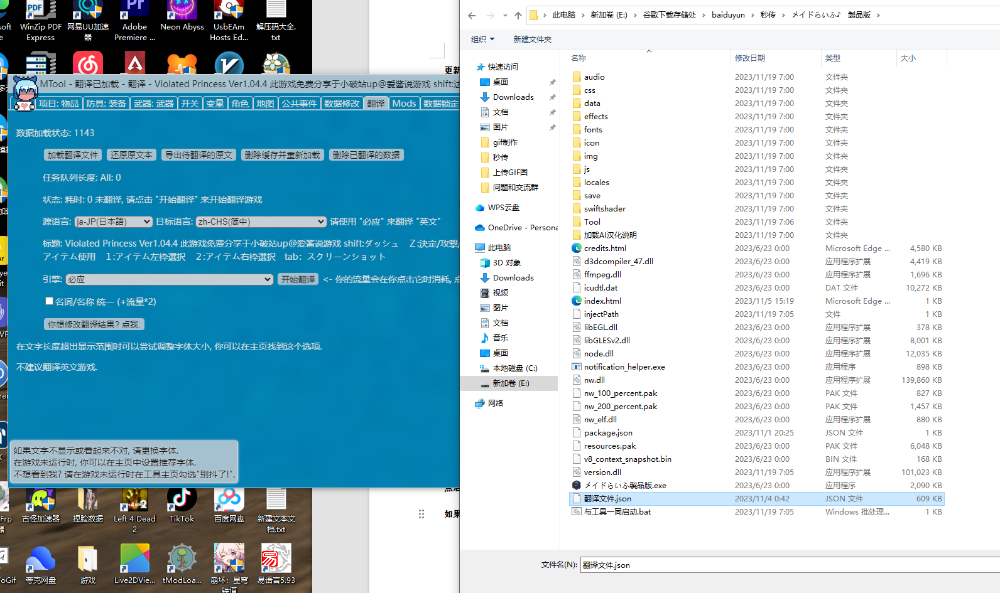 WinZip PDF
Express
网易UU加速
器
Adobe
Premiere ...
Neon Abyss
UsbEAm
Hosts Ed...
解压码大全.
txt
更新
MTool - 翻译已加载 - 翻译 - Violated Princess Ver1.04.4 此游戏免费分享于小破站up@爱酱说游戏 shift:达
项目: 物品
防具: 装备
武器: 武器
开关
变量
角色
地图
公共事件
数据修改
翻译
Mods
数据锁定
数据加载状态: 1143
加载翻译文件
还原原文本
导出待翻译的原文
删除缓存并重新加载
删除已翻译的数据
任务队列长度: All: 0
状态: 耗时: 0 未翻译, 请点击 "开始翻译" 来开始翻译游戏
源语言: ja-JP(日本語) 目标语言: zh-CHS(简中) 请使用 "必应" 来翻译 "英文"
标题: Violated Princess Ver1.04.4 此游戏免费分享于小破站up@爱酱说游戏 shift:ダッシュ Z:決定/攻撃/
アイテム使用 1:アイテム左枠選択 2:アイテム右枠選択 tab: スクリーンショット
引擎: 必应 开始翻译 <- 你的流量会在你点击它时消耗, 点
名词/名称 统一 (+流量*2)
你想修改翻译结果? 点我.
在文字长度超出显示范围时可以尝试调整字体大小, 你可以在主页找到这个选项.
不建议翻译英文游戏.
如果文字不显示或看起来不对, 请更换字体.
在游戏未运行时, 你可以在主页中设置推荐字体.
不想看到我? 请在游戏未运行时在工具主页勾选"别抖了!".
古怪加速器
捏脸数据
Left 4 Dead
2
TikTok
百度网盘
新建文本文
档.txt
如果
夸克网盘
游戏
Live2DVie...
tModLoa...
崩坏：星穹
铁道
易语言5.93
此电脑 › 新加卷 (E:) › 谷歌下载存储处 › baiduyun › 秒传 › メイドらいふ♪ 製品版 ›
组织 新建文件夹
名称 修改日期 类型 大小
快速访问
桌面
Downloads
文档
图片
gif制作
秒传
上传GIF图
问题和交流群
WPS云盘
OneDrive - Persona
此电脑
3D 对象
Downloads
视频
图片
文档
音乐
桌面
本地磁盘 (C:)
新加卷 (E:)
网络
audio 2023/11/19 7:00 文件夹
css 2023/11/19 7:00 文件夹
data 2023/11/19 7:00 文件夹
effects 2023/11/19 7:00 文件夹
fonts 2023/11/19 7:00 文件夹
icon 2023/11/19 7:00 文件夹
img 2023/11/19 7:00 文件夹
js 2023/11/19 7:00 文件夹
locales 2023/11/19 7:00 文件夹
save 2023/11/19 7:00 文件夹
swiftshader 2023/11/19 7:00 文件夹
Tool 2023/11/19 7:06 文件夹
加载AI汉化说明 2023/11/19 7:00 文件夹
credits.html 2023/6/23 0:00 Microsoft Edge ... 4,580 KB
d3dcompiler_47.dll 2023/6/23 0:00 应用程序扩展 4,419 KB
ffmpeg.dll 2023/6/23 0:00 应用程序扩展 1,696 KB
icudtl.dat 2023/6/23 0:00 DAT 文件 10,272 KB
index.html 2023/11/5 15:19 Microsoft Edge ... 1 KB
injectPath 2023/11/19 7:05 文件 1 KB
libEGL.dll 2023/6/23 0:00 应用程序扩展 378 KB
libGLESv2.dll 2023/6/23 0:00 应用程序扩展 8,001 KB
node.dll 2023/6/23 0:00 应用程序扩展 12,035 KB
notification_helper.exe 2023/6/23 0:00 应用程序 898 KB
nw.dll 2023/6/23 0:00 应用程序扩展 139,860 KB
nw_100_percent.pak 2023/6/23 0:00 PAK 文件 827 KB
nw_200_percent.pak 2023/6/23 0:00 PAK 文件 1,457 KB
nw_elf.dll 2023/6/23 0:00 应用程序扩展 880 KB
package.json 2023/11/1 20:25 JSON 文件 1 KB
resources.pak 2023/6/23 0:00 PAK 文件 6,048 KB
v8_context_snapshot.bin 2023/6/23 0:00 BIN 文件 168 KB
version.dll 2023/11/19 7:05 应用程序扩展 101,023 KB
メイドらいふ製品版.exe 2023/6/23 0:00 应用程序 2,090 KB
翻译文件.json 2023/11/4 0:42 JSON 文件 609 KB
与工具一同启动.bat 2023/11/19 7:05 Windows 批处理... 1 KB
文件名(N): 翻译文件.json